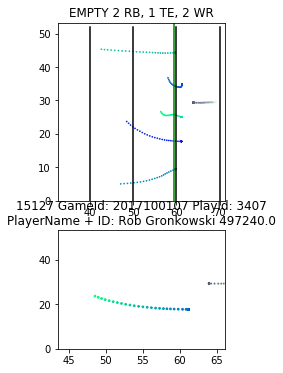 EMPTY 2 RB, 1 TE, 2 WR
50
40
30
20
10
0
40 50 60 70
15127 GameId: 2017100107 PlayId: 3407
PlayerName + ID: Rob Gronkowski 497240.0
40
20
0
45 50 55 60 65